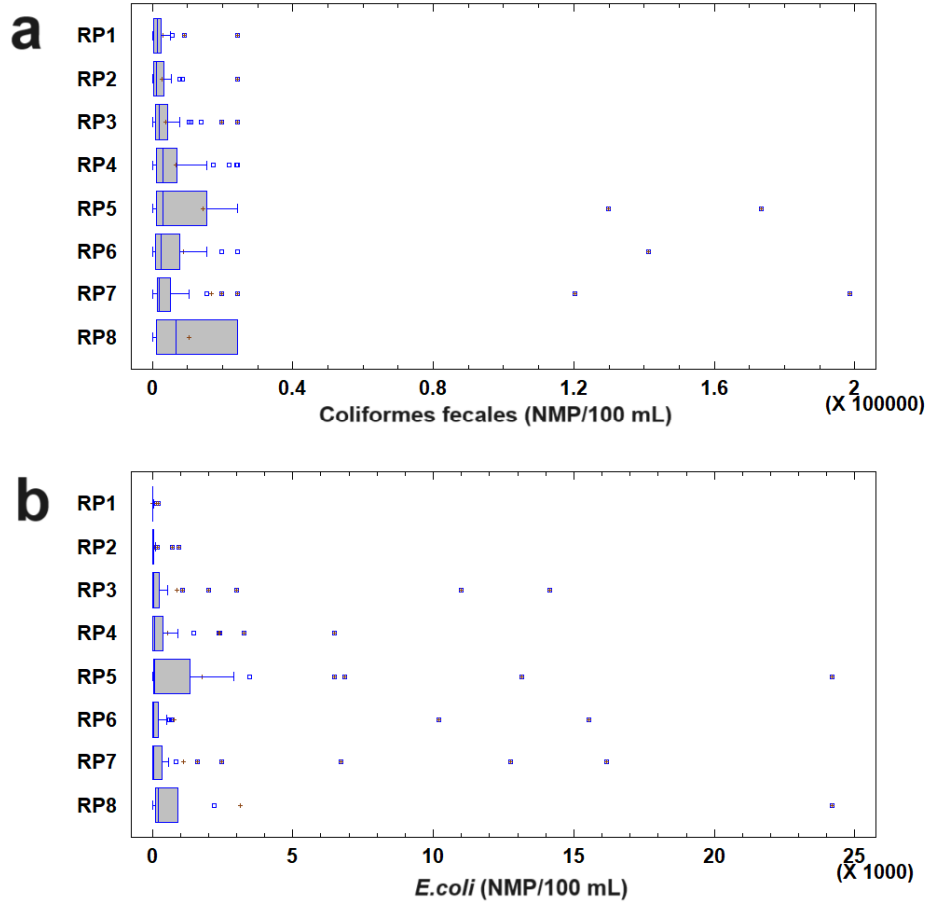 a
RP1
RP2
RP3
RP4
RP5
RP6
RP7
RP8
0 0.4 0.8 1.2 1.6 2
(X 100000)
Coliformes fecales (NMP/100 mL)
b
RP1
RP2
RP3
RP4
RP5
RP6
RP7
RP8
0 5 10 15 20 25
(X 1000)
E.coli (NMP/100 mL)